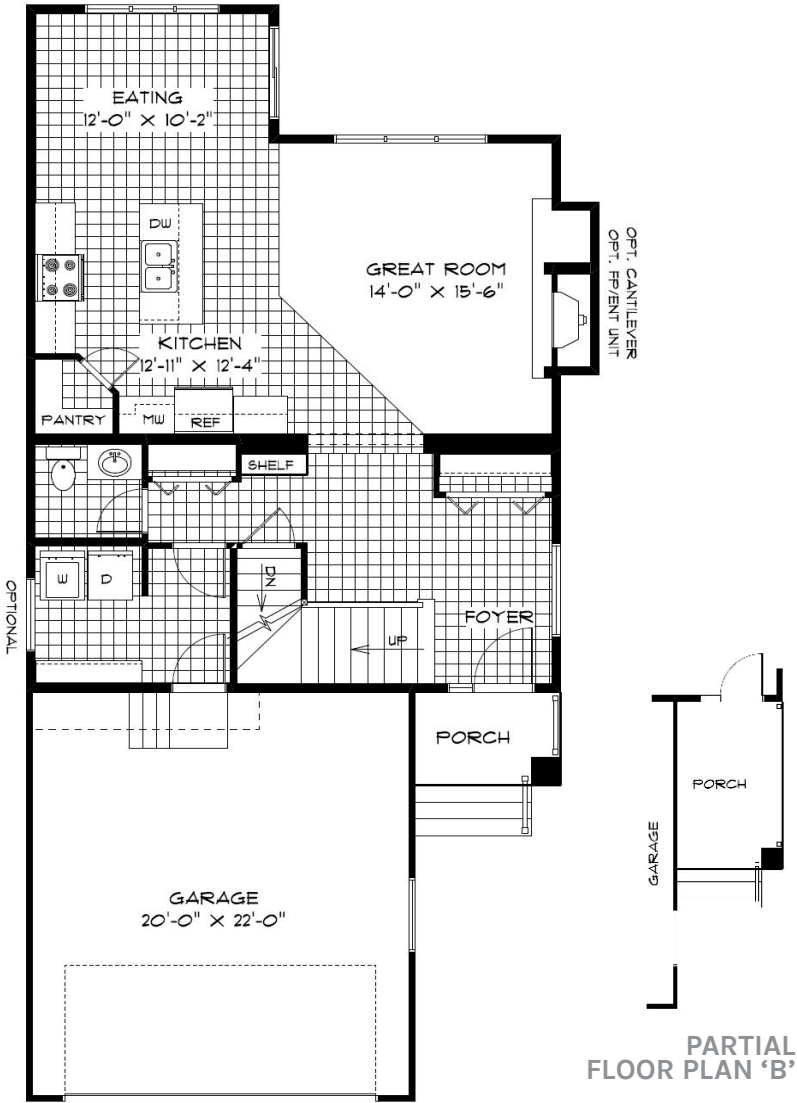 EATING
12'-0" X 10'-2"
DW
GREAT ROOM
14'-0" X 15'-6"
OPT. CANTILEVER
OPT. FP/ENT UNIT
KITCHEN
12'-11" X 12'-4"
PANTRY
MW
REF
SHELF
W
D
DN
OPTIONAL
FOYER
UP
PORCH
PORCH
GARAGE
GARAGE
20'-0" X 22'-0"
PARTIAL
FLOOR PLAN ‘B’